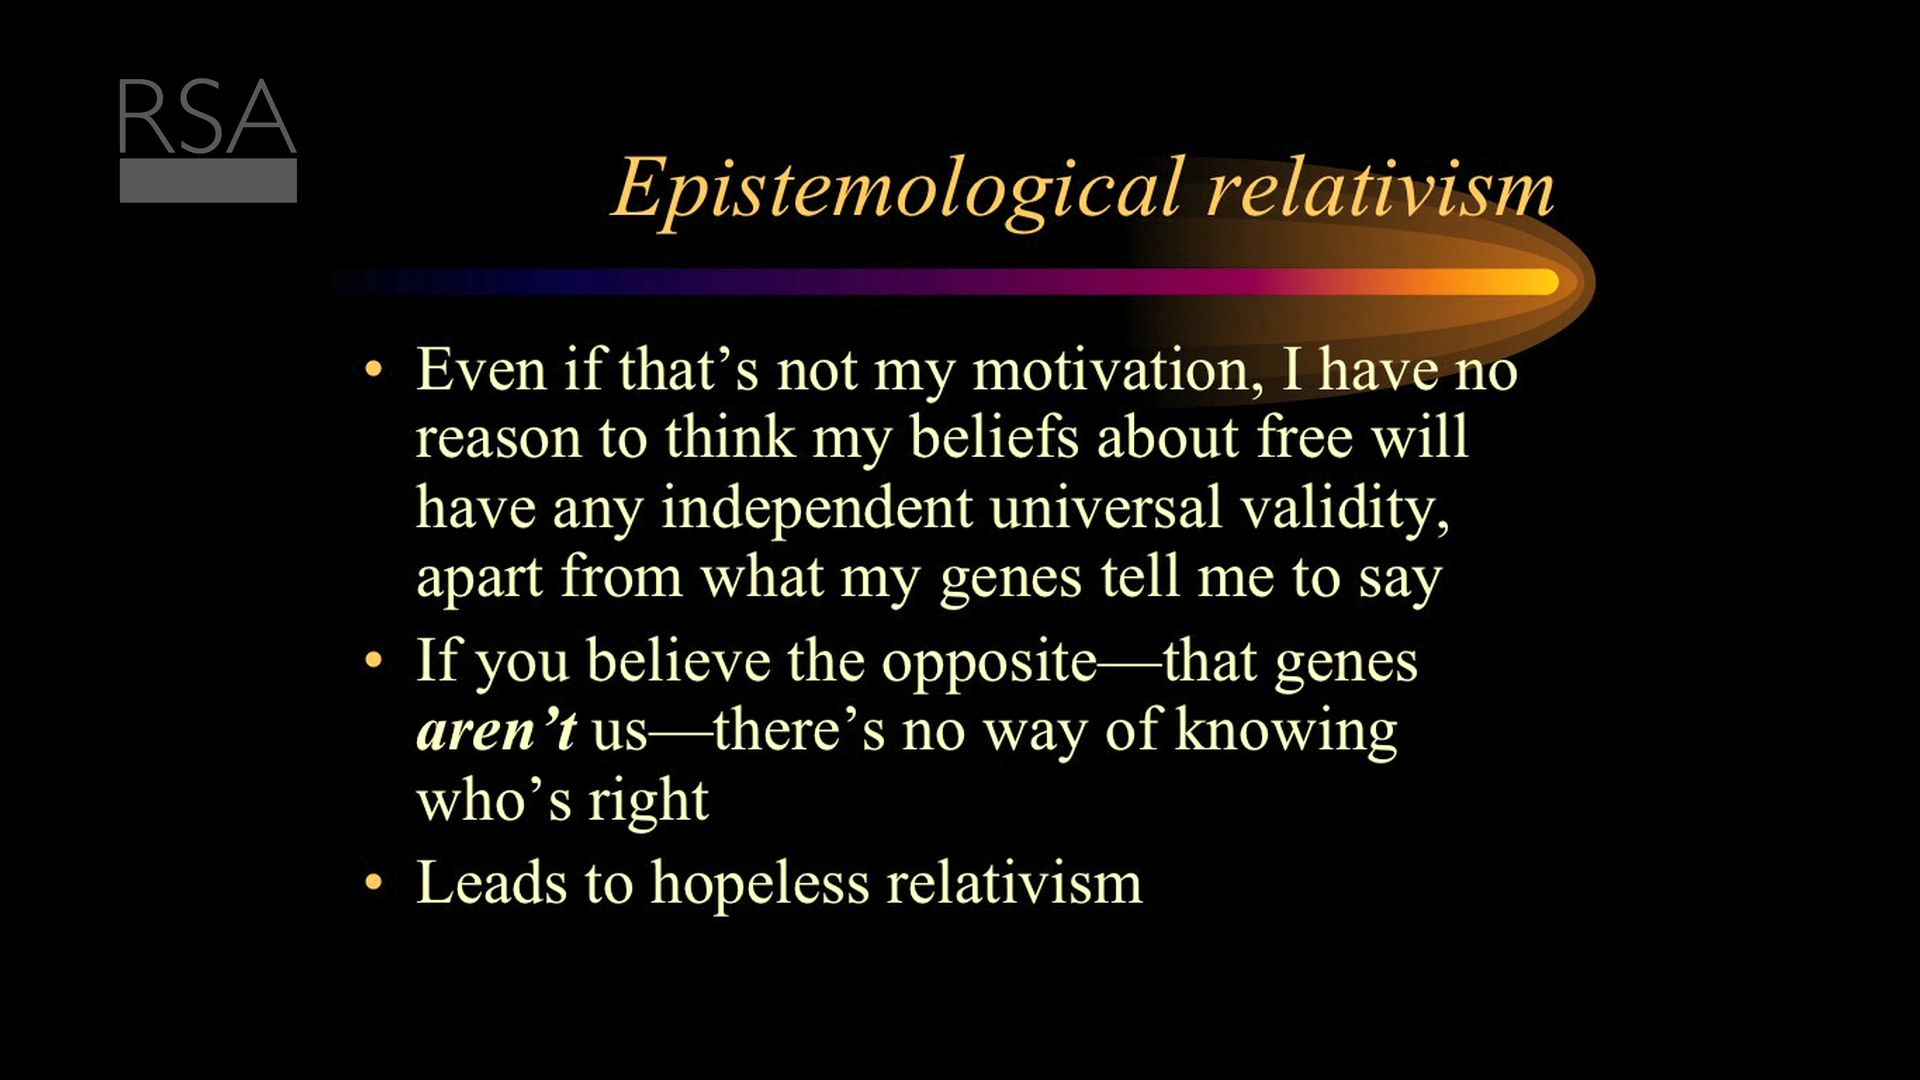 RSA
Epistemological relativism
• Even if that’s not my motivation, I have no
reason to think my beliefs about free will
have any independent universal validity,
apart from what my genes tell me to say
• If you believe the opposite—that genes
aren’t us—there’s no way of knowing
who’s right
• Leads to hopeless relativism